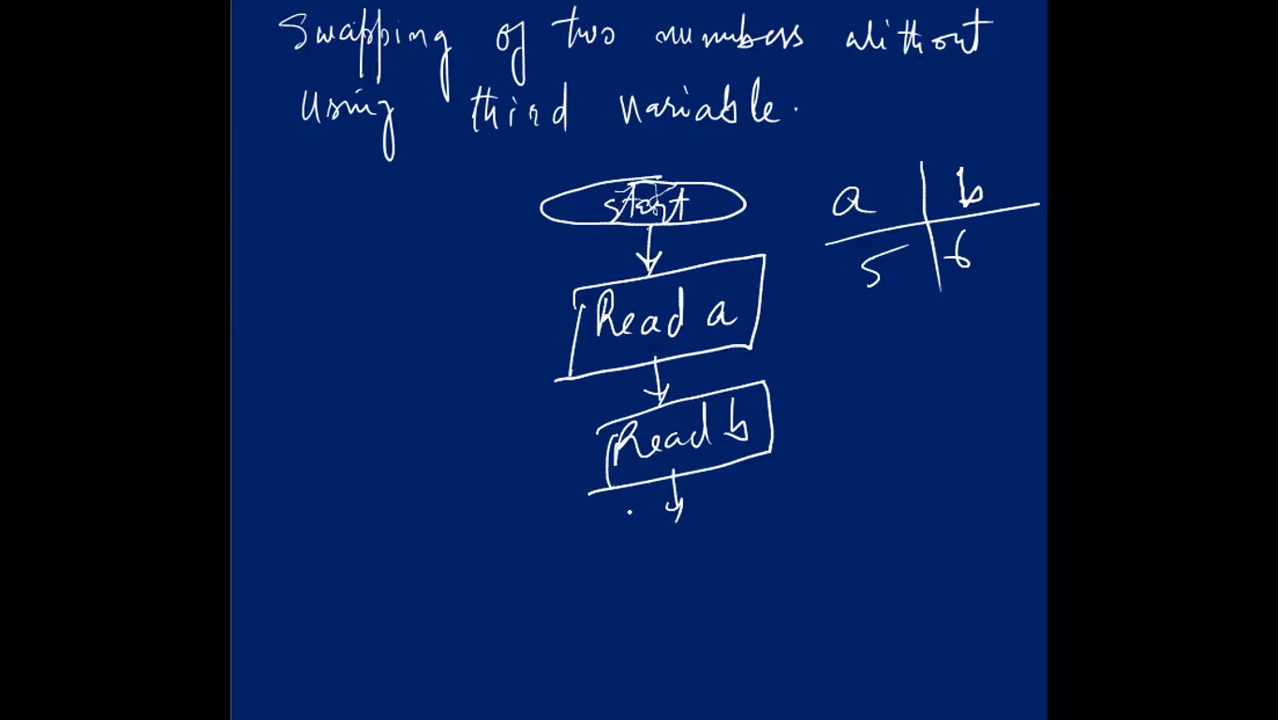 Swapping of two numbers without
using third variable.
start
a b
5 6
Read a
Read b